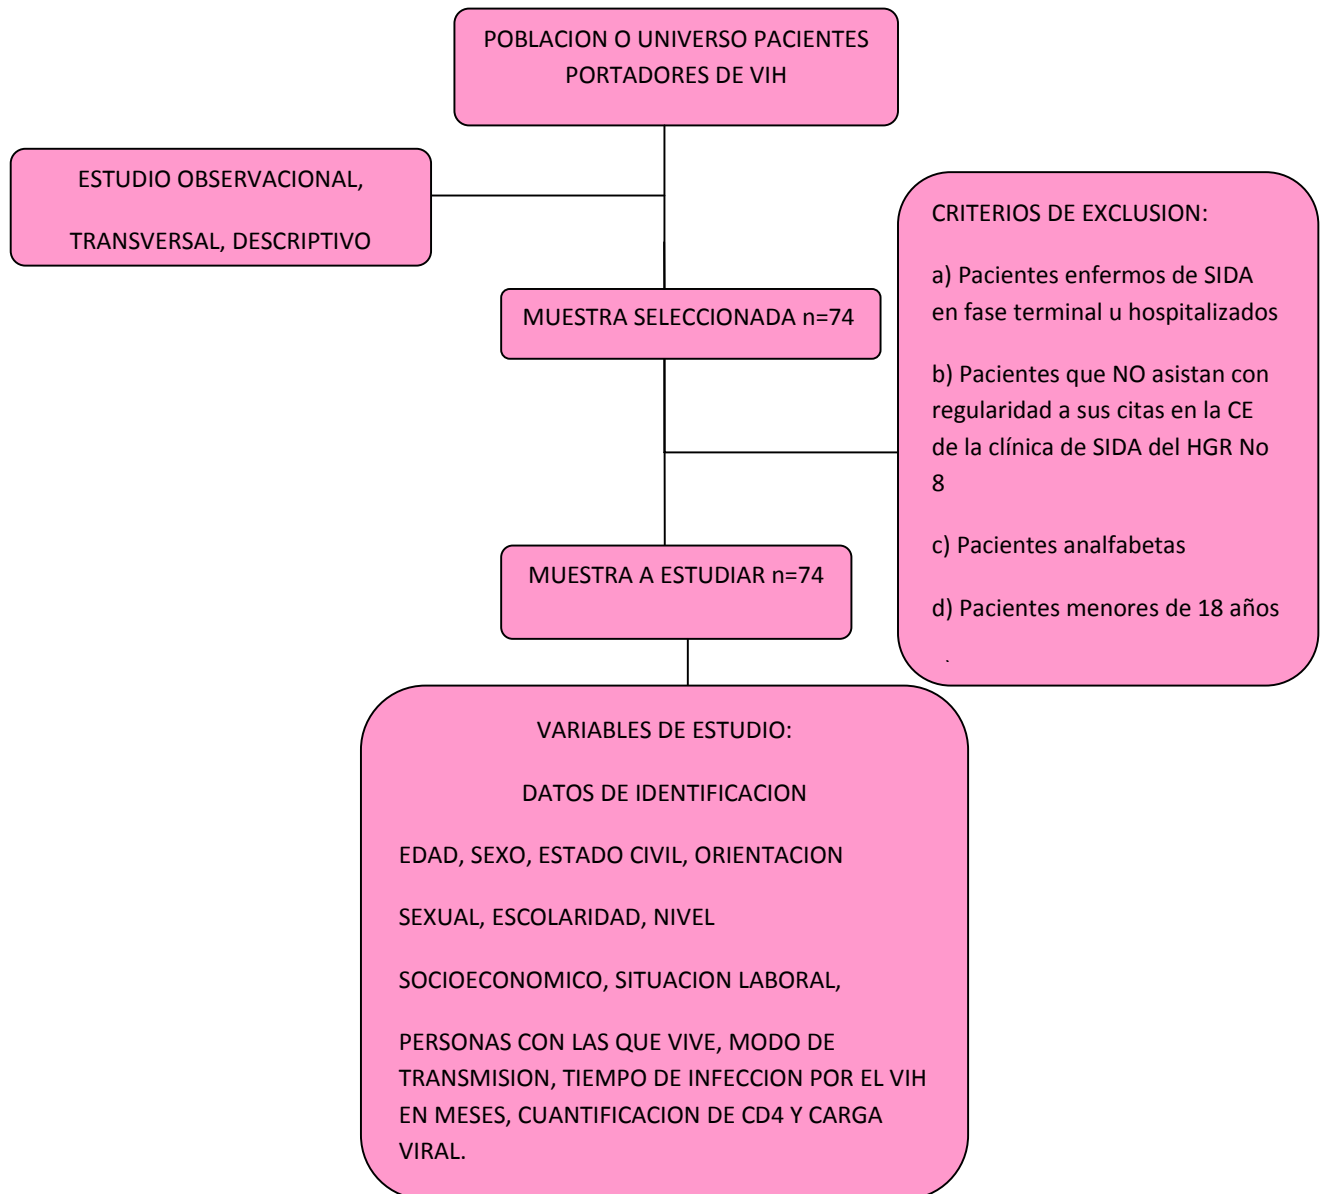 POBLACION O UNIVERSO PACIENTES
PORTADORES DE VIH
ESTUDIO OBSERVACIONAL,
TRANSVERSAL, DESCRIPTIVO
MUESTRA SELECCIONADA n=74
CRITERIOS DE EXCLUSION:
a) Pacientes enfermos de SIDA
en fase terminal u hospitalizados
b) Pacientes que NO asistan con
regularidad a sus citas en la CE
de la clínica de SIDA del HGR No
8
c) Pacientes analfabetas
d) Pacientes menores de 18 años
MUESTRA A ESTUDIAR n=74
VARIABLES DE ESTUDIO:
DATOS DE IDENTIFICACION
EDAD, SEXO, ESTADO CIVIL, ORIENTACION
SEXUAL, ESCOLARIDAD, NIVEL
SOCIOECONOMICO, SITUACION LABORAL,
PERSONAS CON LAS QUE VIVE, MODO DE
TRANSMISION, TIEMPO DE INFECCION POR EL VIH
EN MESES, CUANTIFICACION DE CD4 Y CARGA
VIRAL.